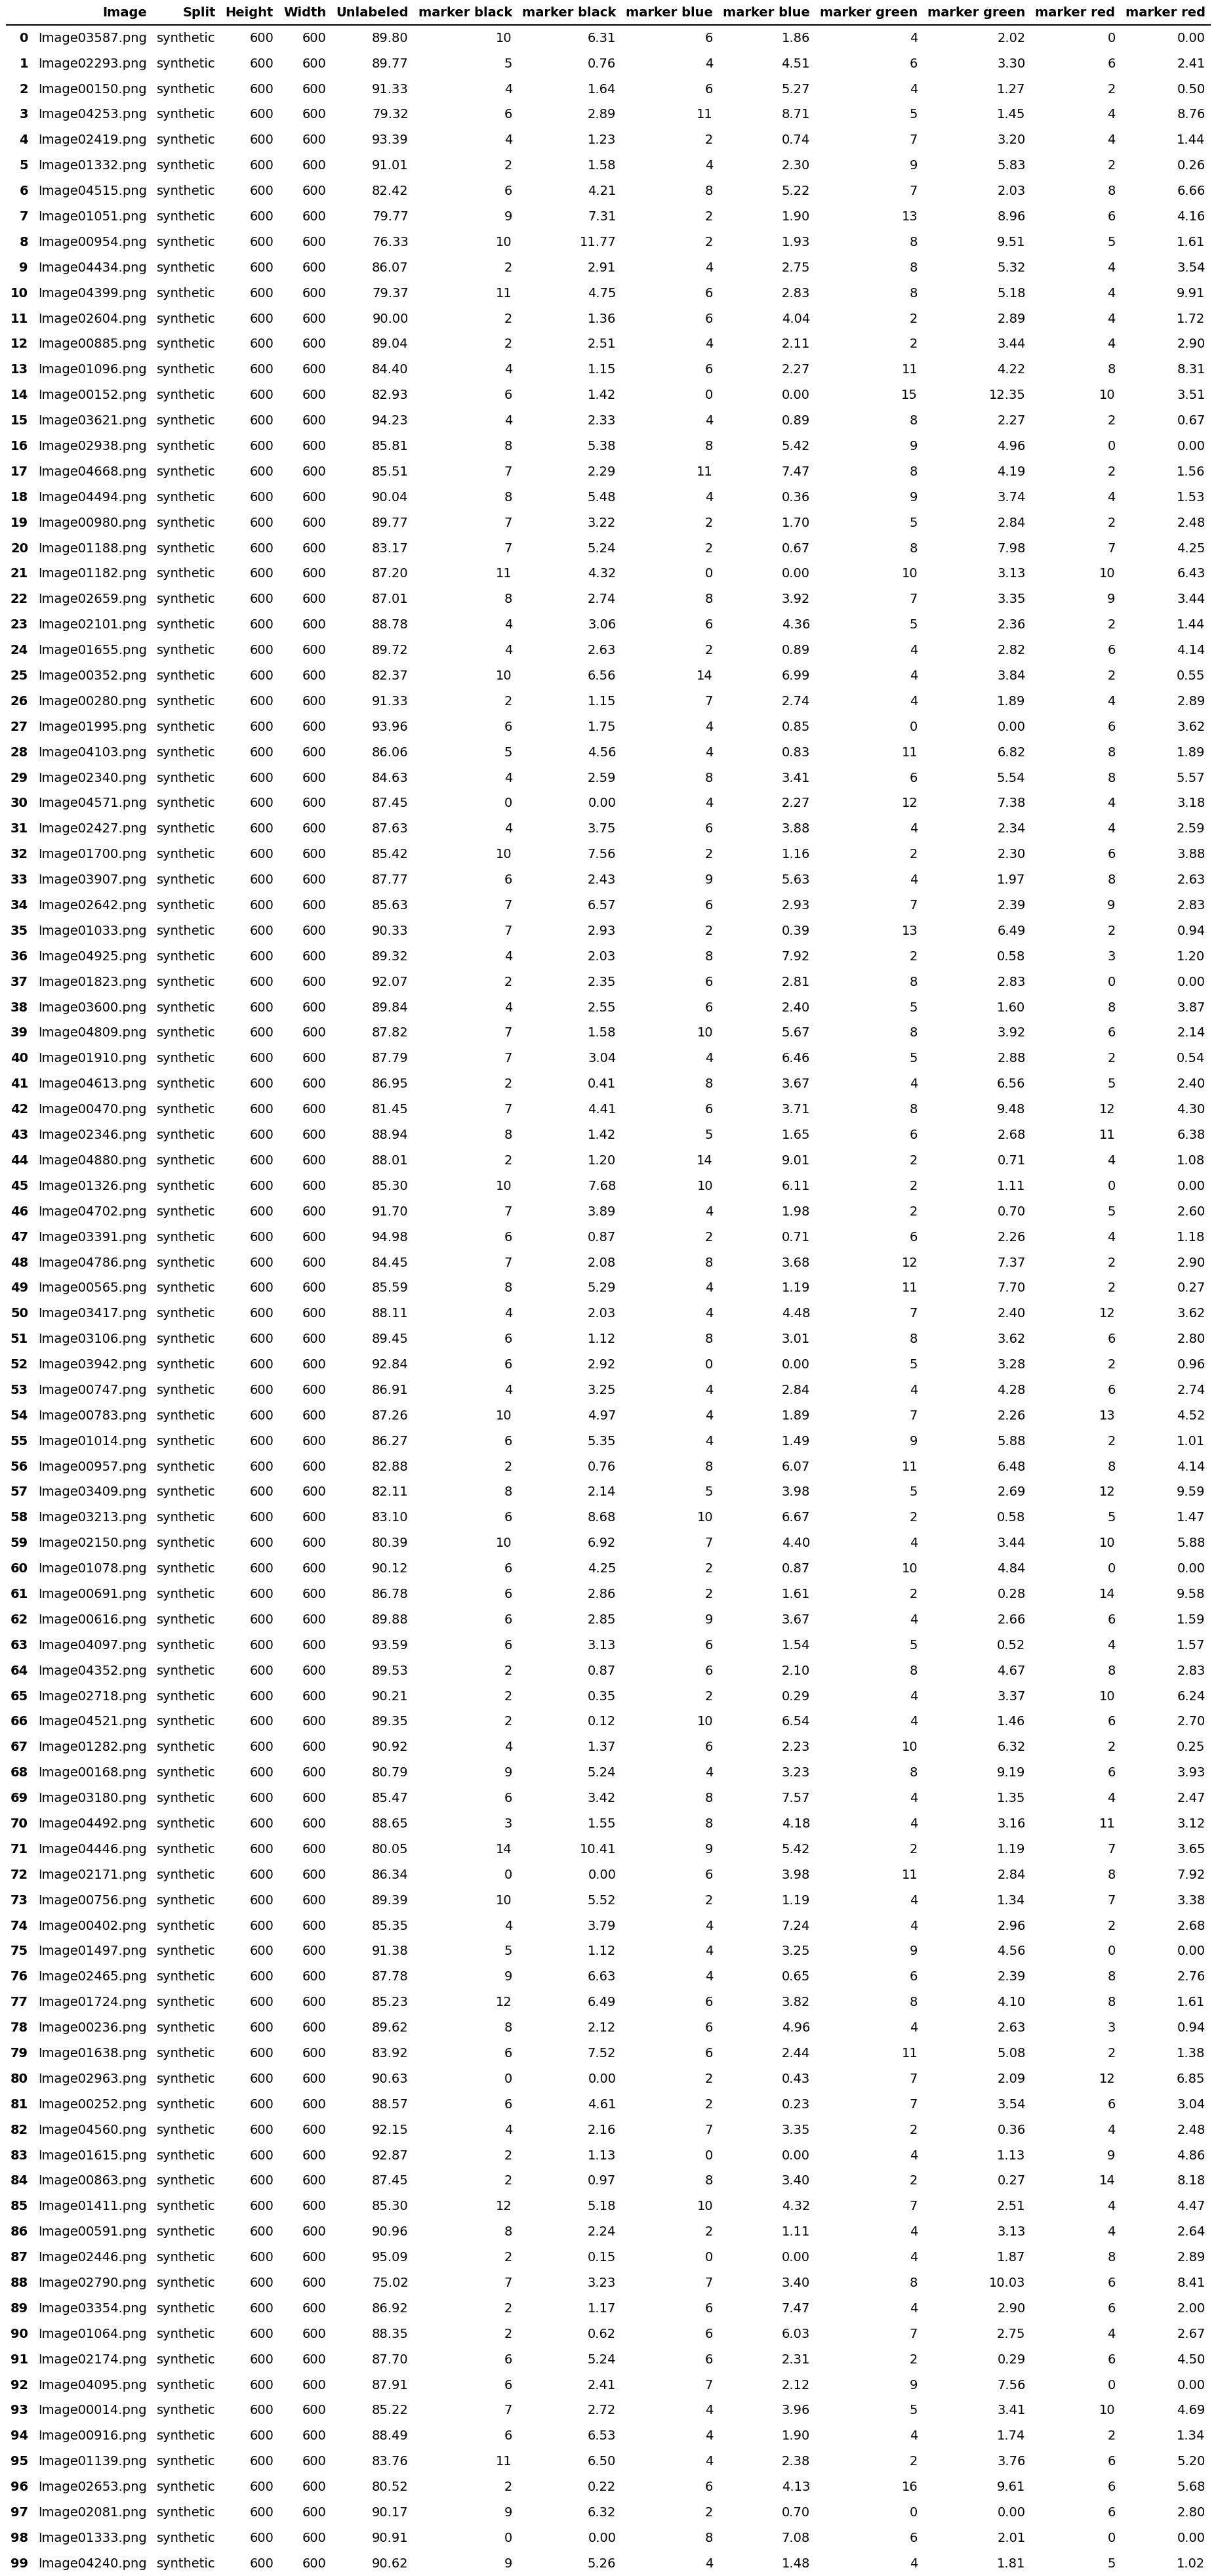 Image Split Height Width Unlabeled marker black marker black marker blue marker blue marker green marker green marker red marker red
0 Image03587.png synthetic 600 600 89.80 10 6.31 6 1.86 4 2.02 0 0.00
1 Image02293.png synthetic 600 600 89.77 5 0.76 4 4.51 6 3.30 6 2.41
2 Image00150.png synthetic 600 600 91.33 4 1.64 6 5.27 4 1.27 2 0.50
3 Image04253.png synthetic 600 600 79.32 6 2.89 11 8.71 5 1.45 4 8.76
4 Image02419.png synthetic 600 600 93.39 4 1.23 2 0.74 7 3.20 4 1.44
5 Image01332.png synthetic 600 600 91.01 2 1.58 4 2.30 9 5.83 2 0.26
6 Image04515.png synthetic 600 600 82.42 6 4.21 8 5.22 7 2.03 8 6.66
7 Image01051.png synthetic 600 600 79.77 9 7.31 2 1.90 13 8.96 6 4.16
8 Image00954.png synthetic 600 600 76.33 10 11.77 2 1.93 8 9.51 5 1.61
9 Image04434.png synthetic 600 600 86.07 2 2.91 4 2.75 8 5.32 4 3.54
10 Image04399.png synthetic 600 600 79.37 11 4.75 6 2.83 8 5.18 4 9.91
11 Image02604.png synthetic 600 600 90.00 2 1.36 6 4.04 2 2.89 4 1.72
12 Image00885.png synthetic 600 600 89.04 2 2.51 4 2.11 2 3.44 4 2.90
13 Image01096.png synthetic 600 600 84.40 4 1.15 6 2.27 11 4.22 8 8.31
14 Image00152.png synthetic 600 600 82.93 6 1.42 0 0.00 15 12.35 10 3.51
15 Image03621.png synthetic 600 600 94.23 4 2.33 4 0.89 8 2.27 2 0.67
16 Image02938.png synthetic 600 600 85.81 8 5.38 8 5.42 9 4.96 0 0.00
17 Image04668.png synthetic 600 600 85.51 7 2.29 11 7.47 8 4.19 2 1.56
18 Image04494.png synthetic 600 600 90.04 8 5.48 4 0.36 9 3.74 4 1.53
19 Image00980.png synthetic 600 600 89.77 7 3.22 2 1.70 5 2.84 2 2.48
20 Image01188.png synthetic 600 600 83.17 7 5.24 2 0.67 8 7.98 7 4.25
21 Image01182.png synthetic 600 600 87.20 11 4.32 0 0.00 10 3.13 10 6.43
22 Image02659.png synthetic 600 600 87.01 8 2.74 8 3.92 7 3.35 9 3.44
23 Image02101.png synthetic 600 600 88.78 4 3.06 6 4.36 5 2.36 2 1.44
24 Image01655.png synthetic 600 600 89.72 4 2.63 2 0.89 4 2.82 6 4.14
25 Image00352.png synthetic 600 600 82.37 10 6.56 14 6.99 4 3.84 2 0.55
26 Image00280.png synthetic 600 600 91.33 2 1.15 7 2.74 4 1.89 4 2.89
27 Image01995.png synthetic 600 600 93.96 6 1.75 4 0.85 0 0.00 6 3.62
28 Image04103.png synthetic 600 600 86.06 5 4.56 4 0.83 11 6.82 8 1.89
29 Image02340.png synthetic 600 600 84.63 4 2.59 8 3.41 6 5.54 8 5.57
30 Image04571.png synthetic 600 600 87.45 0 0.00 4 2.27 12 7.38 4 3.18
31 Image02427.png synthetic 600 600 87.63 4 3.75 6 3.88 4 2.34 4 2.59
32 Image01700.png synthetic 600 600 85.42 10 7.56 2 1.16 2 2.30 6 3.88
33 Image03907.png synthetic 600 600 87.77 6 2.43 9 5.63 4 1.97 8 2.63
34 Image02642.png synthetic 600 600 85.63 7 6.57 6 2.93 7 2.39 9 2.83
35 Image01033.png synthetic 600 600 90.33 7 2.93 2 0.39 13 6.49 2 0.94
36 Image04925.png synthetic 600 600 89.32 4 2.03 8 7.92 2 0.58 3 1.20
37 Image01823.png synthetic 600 600 92.07 2 2.35 6 2.81 8 2.83 0 0.00
38 Image03600.png synthetic 600 600 89.84 4 2.55 6 2.40 5 1.60 8 3.87
39 Image04809.png synthetic 600 600 87.82 7 1.58 10 5.67 8 3.92 6 2.14
40 Image01910.png synthetic 600 600 87.79 7 3.04 4 6.46 5 2.88 2 0.54
41 Image04613.png synthetic 600 600 86.95 2 0.41 8 3.67 4 6.56 5 2.40
42 Image00470.png synthetic 600 600 81.45 7 4.41 6 3.71 8 9.48 12 4.30
43 Image02346.png synthetic 600 600 88.94 8 1.42 5 1.65 6 2.68 11 6.38
44 Image04880.png synthetic 600 600 88.01 2 1.20 14 9.01 2 0.71 4 1.08
45 Image01326.png synthetic 600 600 85.30 10 7.68 10 6.11 2 1.11 0 0.00
46 Image04702.png synthetic 600 600 91.70 7 3.89 4 1.98 2 0.70 5 2.60
47 Image03391.png synthetic 600 600 94.98 6 0.87 2 0.71 6 2.26 4 1.18
48 Image04786.png synthetic 600 600 84.45 7 2.08 8 3.68 12 7.37 2 2.90
49 Image00565.png synthetic 600 600 85.59 8 5.29 4 1.19 11 7.70 2 0.27
50 Image03417.png synthetic 600 600 88.11 4 2.03 4 4.48 7 2.40 12 3.62
51 Image03106.png synthetic 600 600 89.45 6 1.12 8 3.01 8 3.62 6 2.80
52 Image03942.png synthetic 600 600 92.84 6 2.92 0 0.00 5 3.28 2 0.96
53 Image00747.png synthetic 600 600 86.91 4 3.25 4 2.84 4 4.28 6 2.74
54 Image00783.png synthetic 600 600 87.26 10 4.97 4 1.89 7 2.26 13 4.52
55 Image01014.png synthetic 600 600 86.27 6 5.35 4 1.49 9 5.88 2 1.01
56 Image00957.png synthetic 600 600 82.88 2 0.76 8 6.07 11 6.48 8 4.14
57 Image03409.png synthetic 600 600 82.11 8 2.14 5 3.98 5 2.69 12 9.59
58 Image03213.png synthetic 600 600 83.10 6 8.68 10 6.67 2 0.58 5 1.47
59 Image02150.png synthetic 600 600 80.39 10 6.92 7 4.40 4 3.44 10 5.88
60 Image01078.png synthetic 600 600 90.12 6 4.25 2 0.87 10 4.84 0 0.00
61 Image00691.png synthetic 600 600 86.78 6 2.86 2 1.61 2 0.28 14 9.58
62 Image00616.png synthetic 600 600 89.88 6 2.85 9 3.67 4 2.66 6 1.59
63 Image04097.png synthetic 600 600 93.59 6 3.13 6 1.54 5 0.52 4 1.57
64 Image04352.png synthetic 600 600 89.53 2 0.87 6 2.10 8 4.67 8 2.83
65 Image02718.png synthetic 600 600 90.21 2 0.35 2 0.29 4 3.37 10 6.24
66 Image04521.png synthetic 600 600 89.35 2 0.12 10 6.54 4 1.46 6 2.70
67 Image01282.png synthetic 600 600 90.92 4 1.37 6 2.23 10 6.32 2 0.25
68 Image00168.png synthetic 600 600 80.79 9 5.24 4 3.23 8 9.19 6 3.93
69 Image03180.png synthetic 600 600 85.47 6 3.42 8 7.57 4 1.35 4 2.47
70 Image04492.png synthetic 600 600 88.65 3 1.55 8 4.18 4 3.16 11 3.12
71 Image04446.png synthetic 600 600 80.05 14 10.41 9 5.42 2 1.19 7 3.65
72 Image02171.png synthetic 600 600 86.34 0 0.00 6 3.98 11 2.84 8 7.92
73 Image00756.png synthetic 600 600 89.39 10 5.52 2 1.19 4 1.34 7 3.38
74 Image00402.png synthetic 600 600 85.35 4 3.79 4 7.24 4 2.96 2 2.68
75 Image01497.png synthetic 600 600 91.38 5 1.12 4 3.25 9 4.56 0 0.00
76 Image02465.png synthetic 600 600 87.78 9 6.63 4 0.65 6 2.39 8 2.76
77 Image01724.png synthetic 600 600 85.23 12 6.49 6 3.82 8 4.10 8 1.61
78 Image00236.png synthetic 600 600 89.62 8 2.12 6 4.96 4 2.63 3 0.94
79 Image01638.png synthetic 600 600 83.92 6 7.52 6 2.44 11 5.08 2 1.38
80 Image02963.png synthetic 600 600 90.63 0 0.00 2 0.43 7 2.09 12 6.85
81 Image00252.png synthetic 600 600 88.57 6 4.61 2 0.23 7 3.54 6 3.04
82 Image04560.png synthetic 600 600 92.15 4 2.16 7 3.35 2 0.36 4 2.48
83 Image01615.png synthetic 600 600 92.87 2 1.13 0 0.00 4 1.13 9 4.86
84 Image00863.png synthetic 600 600 87.45 2 0.97 8 3.40 2 0.27 14 8.18
85 Image01411.png synthetic 600 600 85.30 12 5.18 10 4.32 7 2.51 4 4.47
86 Image00591.png synthetic 600 600 90.96 8 2.24 2 1.11 4 3.13 4 2.64
87 Image02446.png synthetic 600 600 95.09 2 0.15 0 0.00 4 1.87 8 2.89
88 Image02790.png synthetic 600 600 75.02 7 3.23 7 3.40 8 10.03 6 8.41
89 Image03354.png synthetic 600 600 86.92 2 1.17 6 7.47 4 2.90 6 2.00
90 Image01064.png synthetic 600 600 88.35 2 0.62 6 6.03 7 2.75 4 2.67
91 Image02174.png synthetic 600 600 87.70 6 5.24 6 2.31 2 0.29 6 4.50
92 Image04095.png synthetic 600 600 87.91 6 2.41 7 2.12 9 7.56 0 0.00
93 Image00014.png synthetic 600 600 85.22 7 2.72 4 3.96 5 3.41 10 4.69
94 Image00916.png synthetic 600 600 88.49 6 6.53 4 1.90 4 1.74 2 1.34
95 Image01139.png synthetic 600 600 83.76 11 6.50 4 2.38 2 3.76 6 5.20
96 Image02653.png synthetic 600 600 80.52 2 0.22 6 4.13 16 9.61 6 5.68
97 Image02081.png synthetic 600 600 90.17 9 6.32 2 0.70 0 0.00 6 2.80
98 Image01333.png synthetic 600 600 90.91 0 0.00 8 7.08 6 2.01 0 0.00
99 Image04240.png synthetic 600 600 90.62 9 5.26 4 1.48 4 1.81 5 1.02